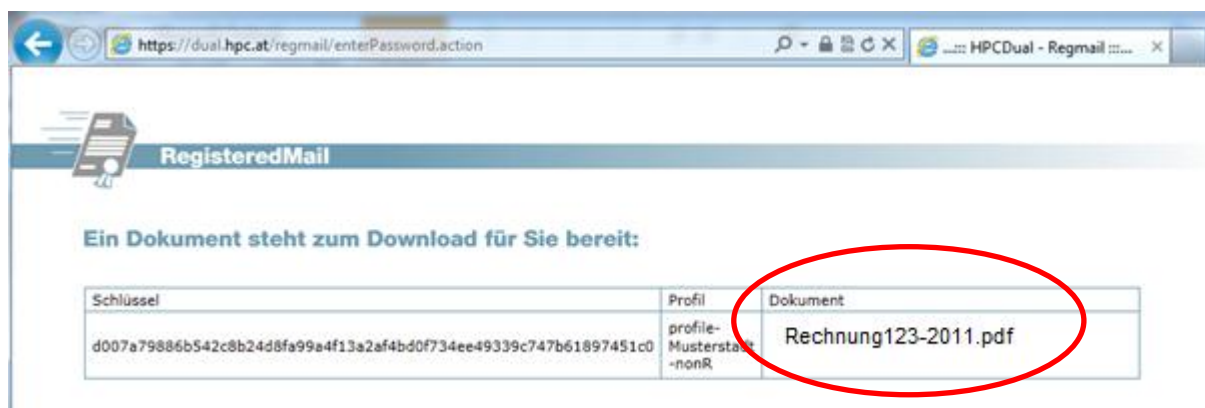 https://dual.hpc.at/regmail/enterPassword.action
...::: HPCDual - Regmail :::...
RegisteredMail
Ein Dokument steht zum Download für Sie bereit:
Schlüssel Profil Dokument
d007a79886b542c8b24d8fa99a4f13a2af4bd0f734ee49339c747b61897451c0
profile-
Musterstadt
-nonR
Rechnung123-2011.pdf